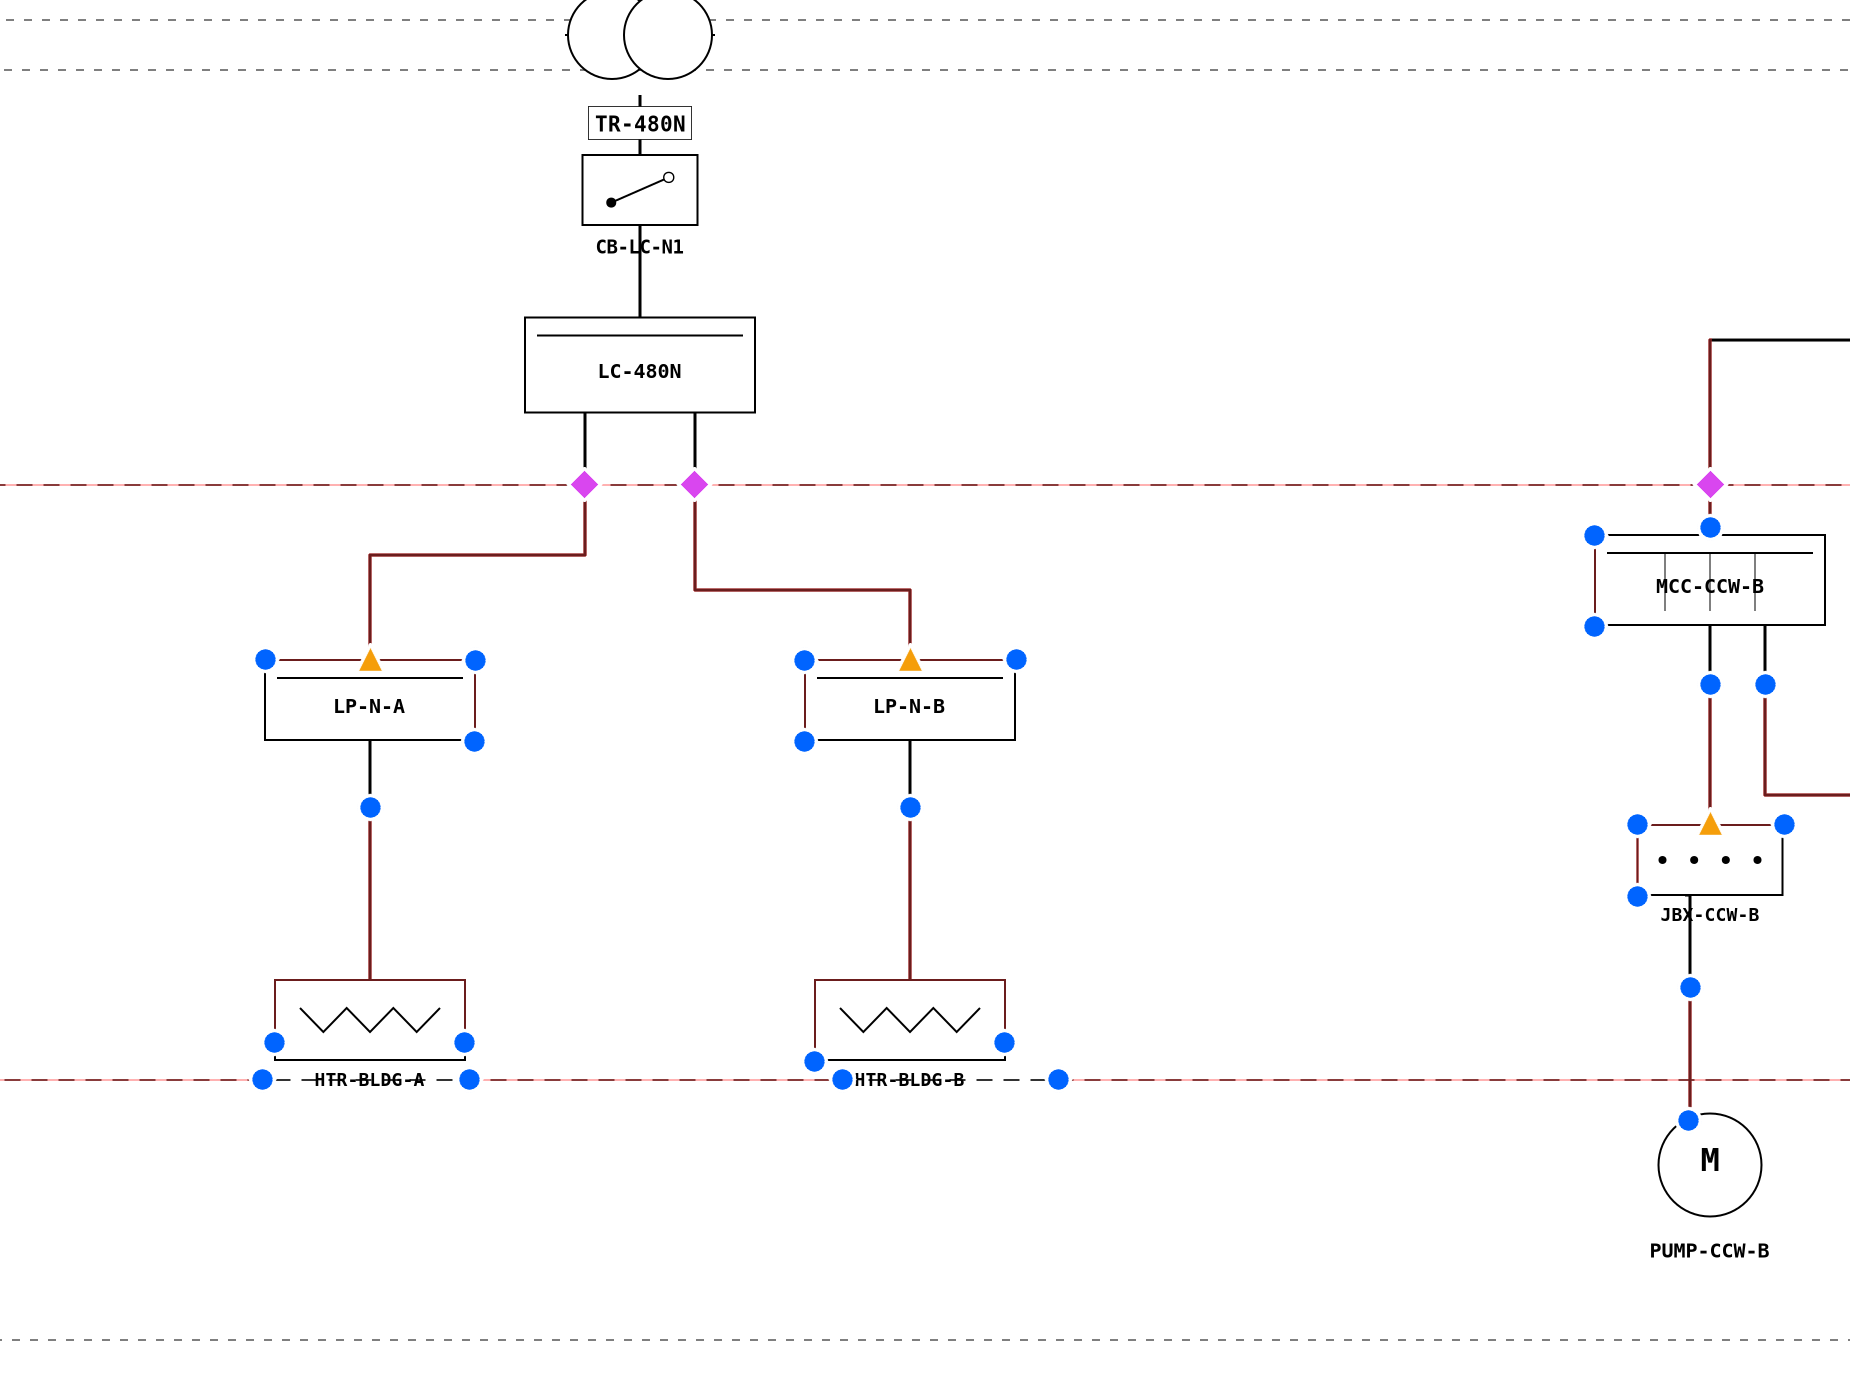 TR-480N
CB-LC-N1
LC-480N
MCC-CCW-B
LP-N-A
LP-N-B
JBX-CCW-B
HTR-BLDG-A
HTR-BLDG-B
M
PUMP-CCW-B